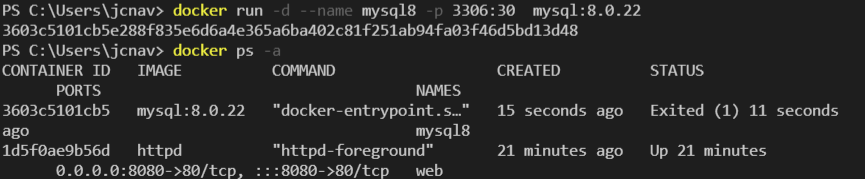 PS C:\Users\jcnav> docker run -d --name mysql8 -p 3306:30  mysql:8.0.22
3603c5101cb5e288f835e6d6a4e365a6ba402c81f251ab94fa03f46d5bd13d48
PS C:\Users\jcnav> docker ps -a
CONTAINER ID   IMAGE          COMMAND                  CREATED          STATUS
      PORTS                                   NAMES
3603c5101cb5   mysql:8.0.22   "docker-entrypoint.s…"   15 seconds ago   Exited (1) 11 seconds
ago                                           mysql8
1d5f0ae9b56d   httpd          "httpd-foreground"       21 minutes ago   Up 21 minutes
      0.0.0.0:8080->80/tcp, :::8080->80/tcp   web